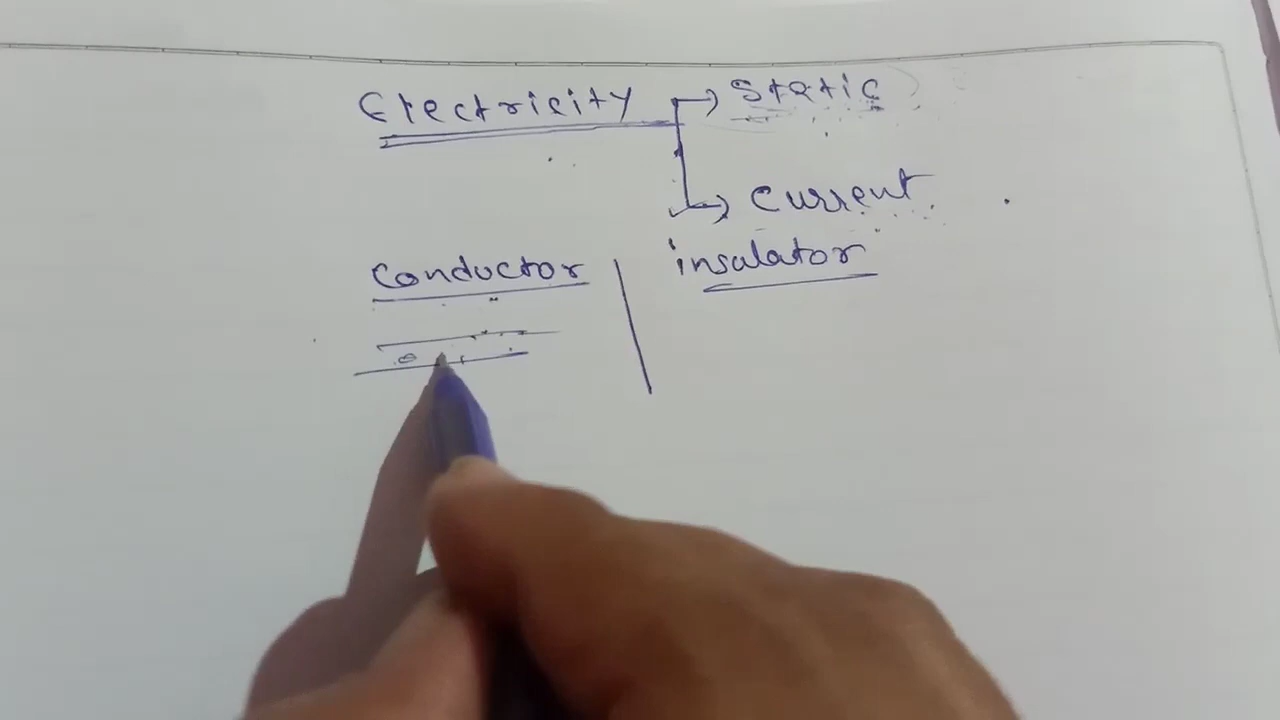 Electricity → Static
→ Current
Conductor | insulator